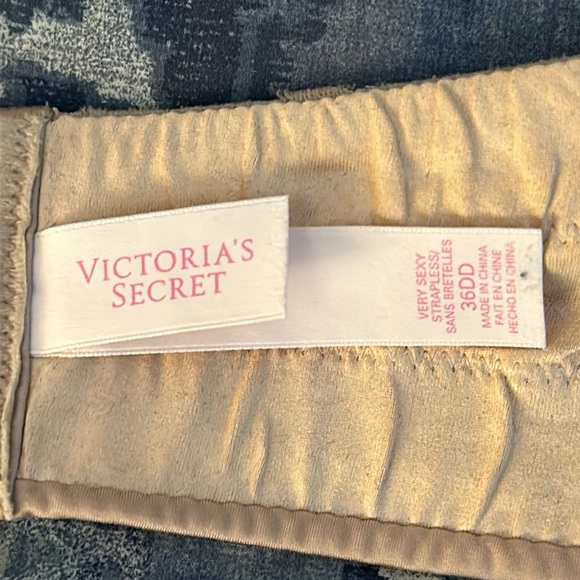 VICTORIA'S
SECRET
VERY SEXY
STRAPLESS/
SANS BRETELLES
36DD
MADE IN CHINA
FAIT EN CHINE
HECHO EN CHINA